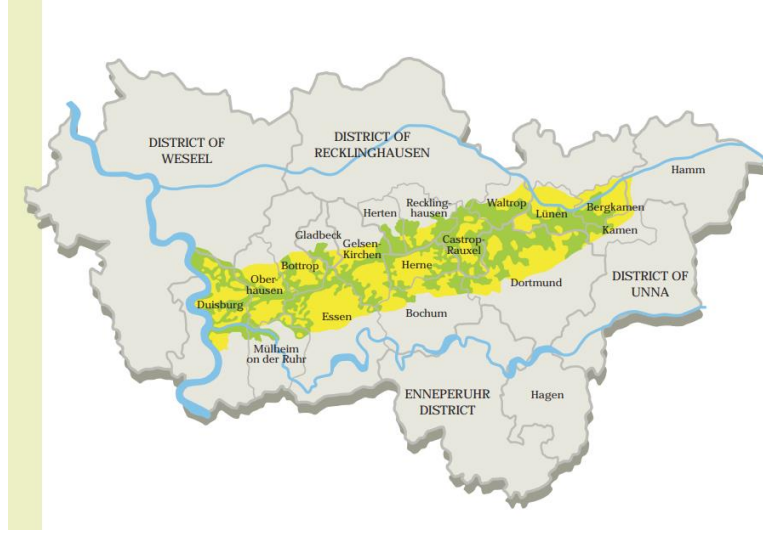 DISTRICT OF
WESEEL
DISTRICT OF
RECKLINGHAUSEN
Hamm
Reckling-
hausen
Herten
Waltrop
Lünen
Bergkamen
Kamen
Gladbeck
Gelsen-
Kirchen
Castrop-
Rauxel
Bottrop
Herne
Ober-
hausen
Dortmund
DISTRICT OF
UNNA
Duisburg
Essen
Bochum
Mülheim
on der Ruhr
ENNEPERUHR
DISTRICT
Hagen